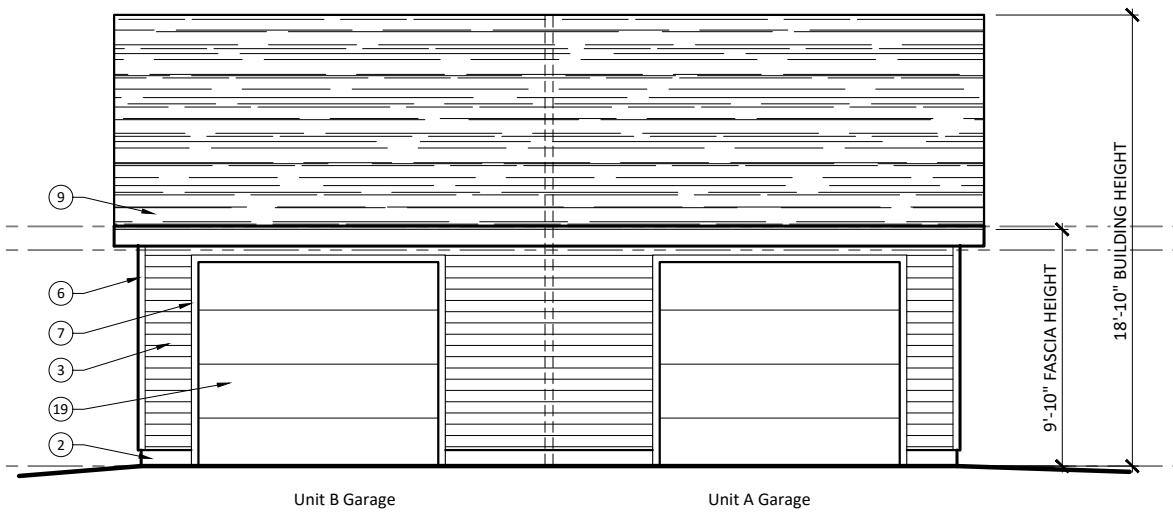 9
6
7
3
19
2
18'-10" BUILDING HEIGHT
9'-10" FASCIA HEIGHT
Unit B Garage
Unit A Garage